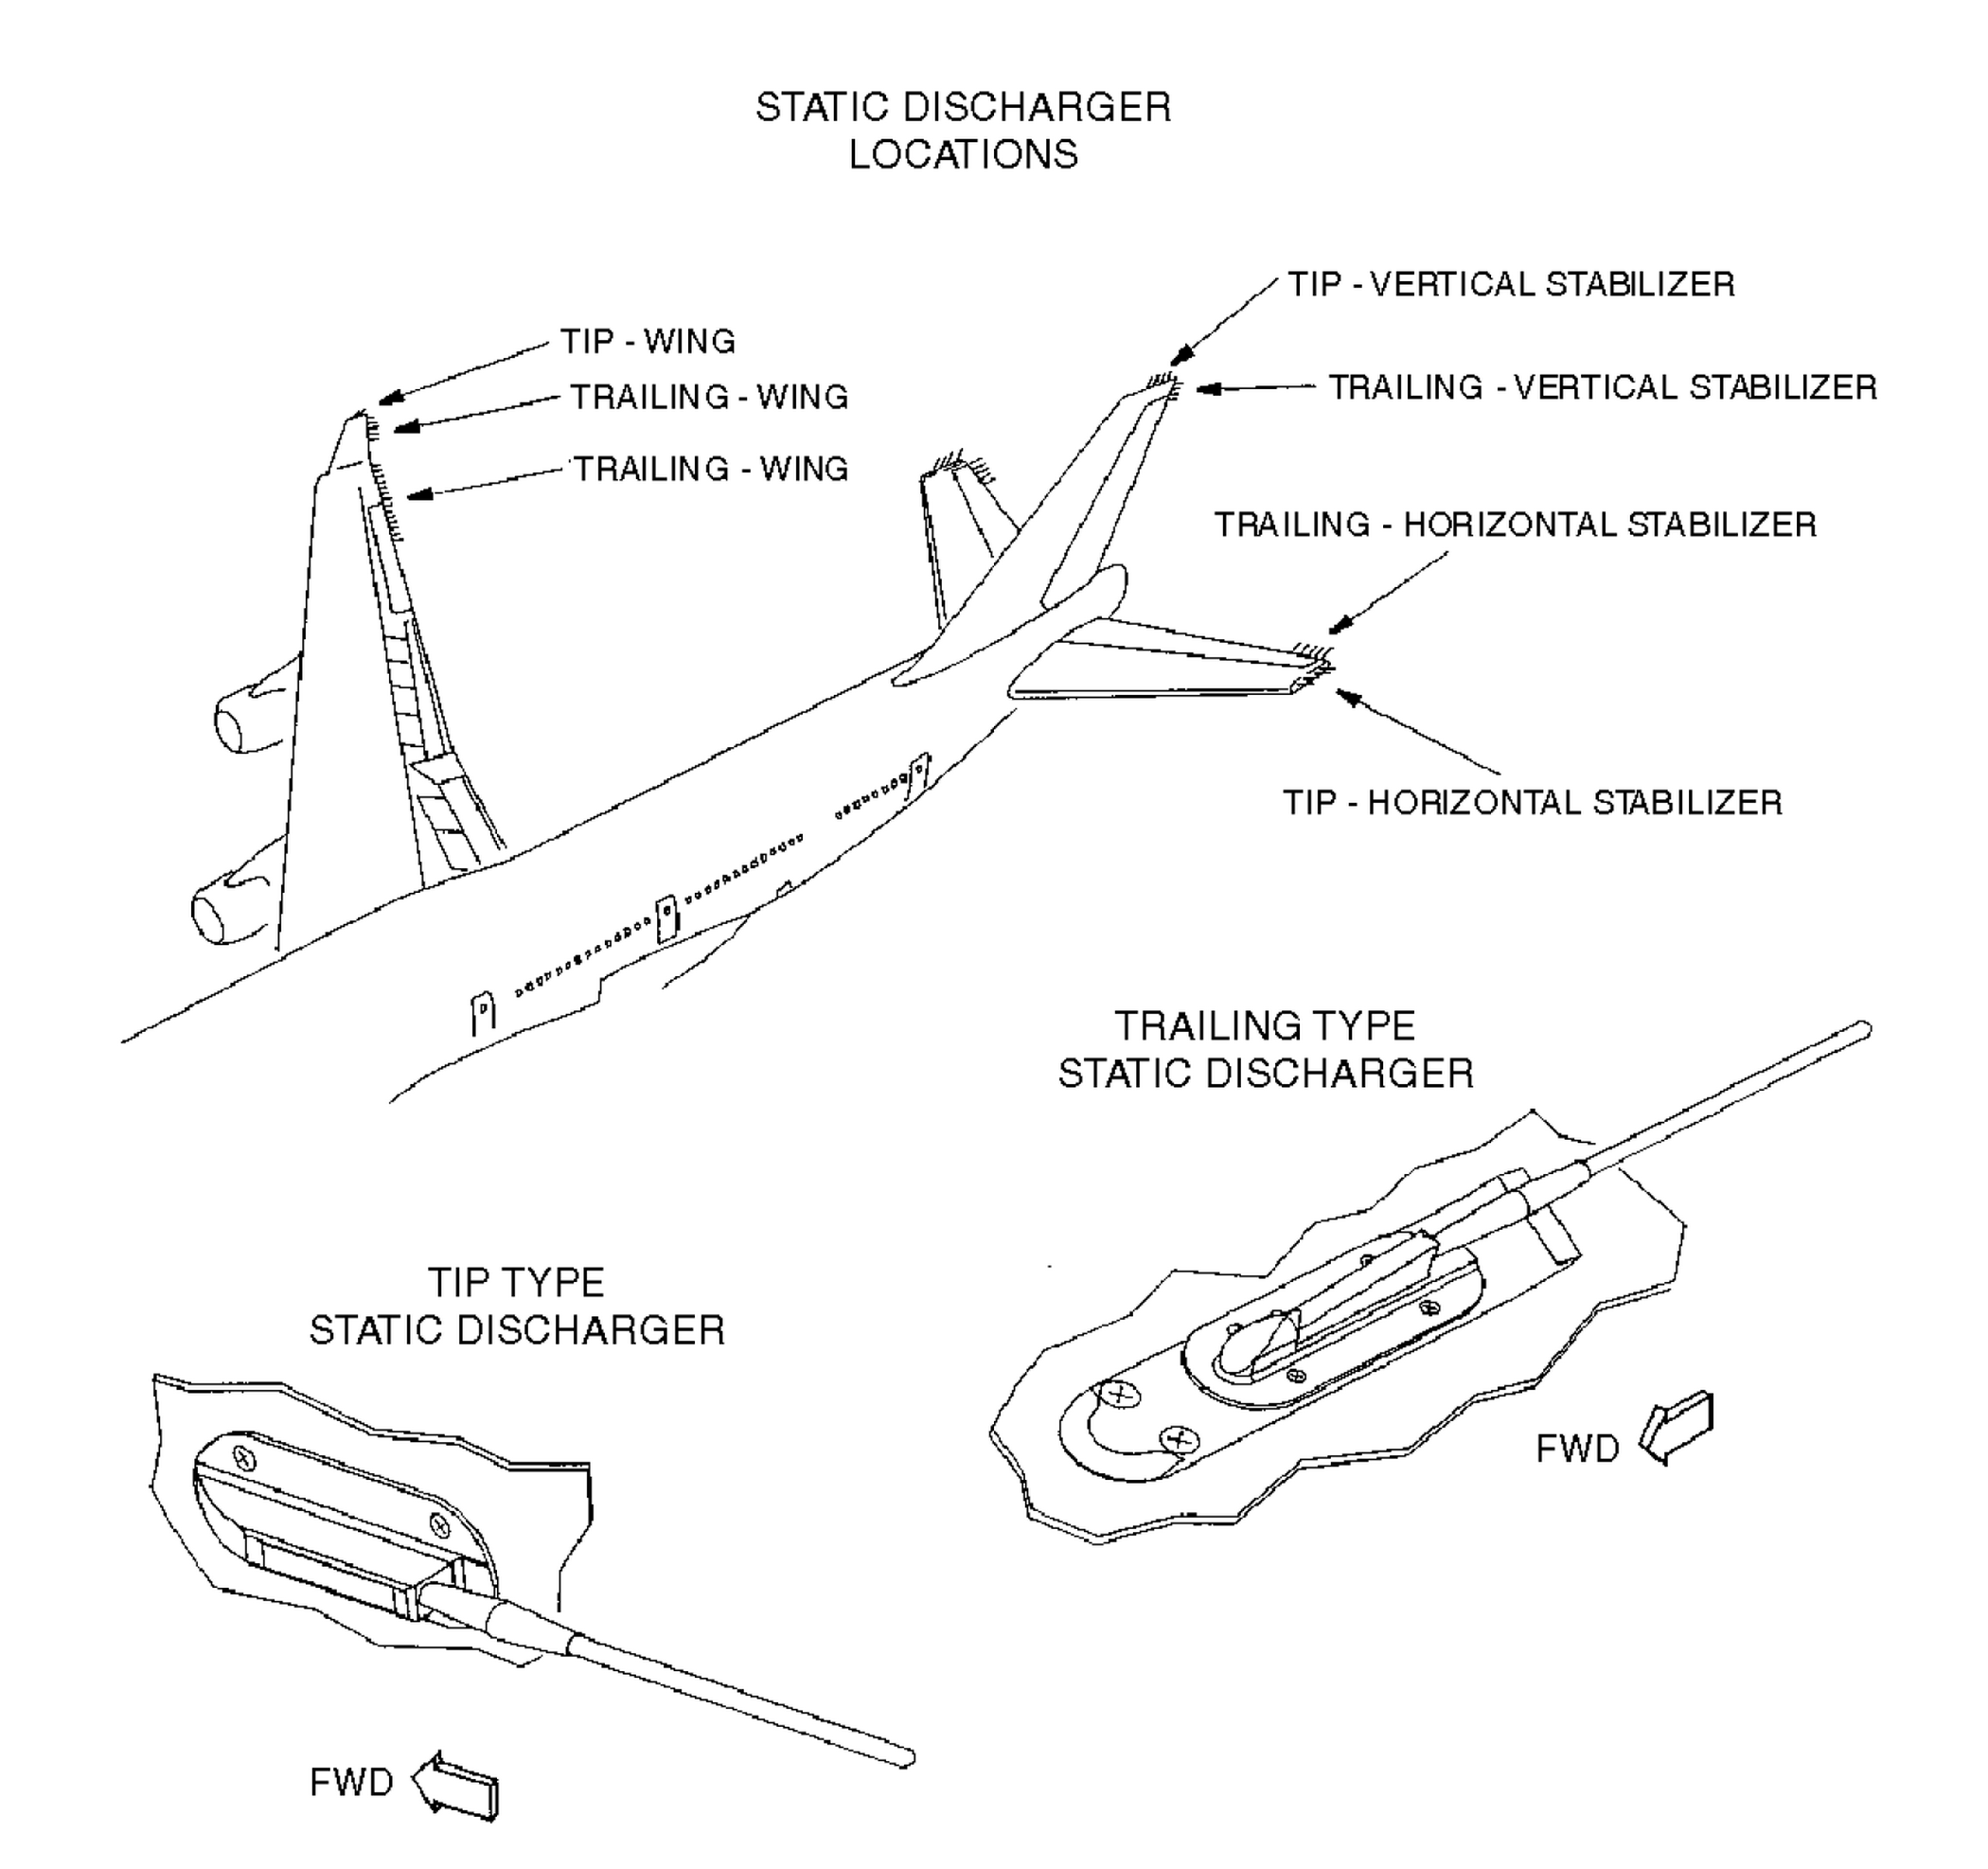 STATIC DISCHARGER
LOCATIONS
TIP - VERTICAL STABILIZER
TIP - WING
TRAILING - VERTICAL STABILIZER
TRAILING - WING
TRAILING - WING
TRAILING - HORIZONTAL STABILIZER
TIP - HORIZONTAL STABILIZER
TRAILING TYPE
STATIC DISCHARGER
TIP TYPE
STATIC DISCHARGER
FWD
FWD